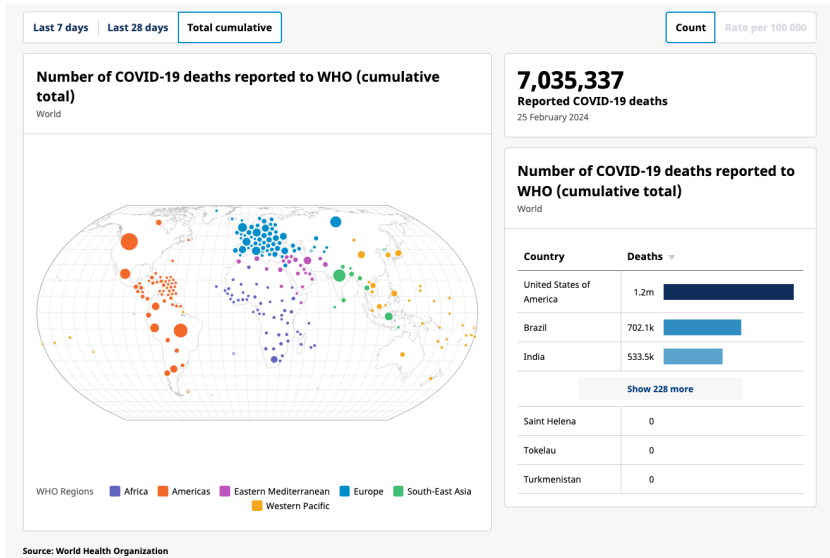 Last 7 days
Last 28 days
Total cumulative
Count
Rate per 100 000
Number of COVID-19 deaths reported to WHO (cumulative
total)
World
7,035,337
Reported COVID-19 deaths
25 February 2024
Number of COVID-19 deaths reported to
WHO (cumulative total)
World
Country Deaths
United States of
America
1.2m
Brazil 702.1k
India 533.5k
Show 228 more
Saint Helena 0
Tokelau 0
Turkmenistan 0
WHO Regions Africa Americas Eastern Mediterranean Europe South-East Asia
Western Pacific
Source: World Health Organization